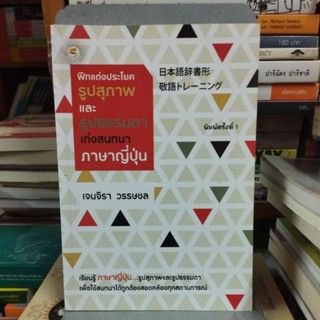 ฝึกแต่งประโยค
รูปสุภาพ
และ
รูปธรรมดา
เก่งสนทนา
ภาษาญี่ปุ่น
日本語辞書形
敬語トレーニング
พิมพ์ครั้งที่ 1
เจนจิรา วรรษชล
เรียนรู้ ภาษาญี่ปุ่น...รูปสุภาพและรูปธรรมดา
เพื่อใช้สนทนาได้ถูกต้องสอดคล้องทุกสถานการณ์
180 บาท